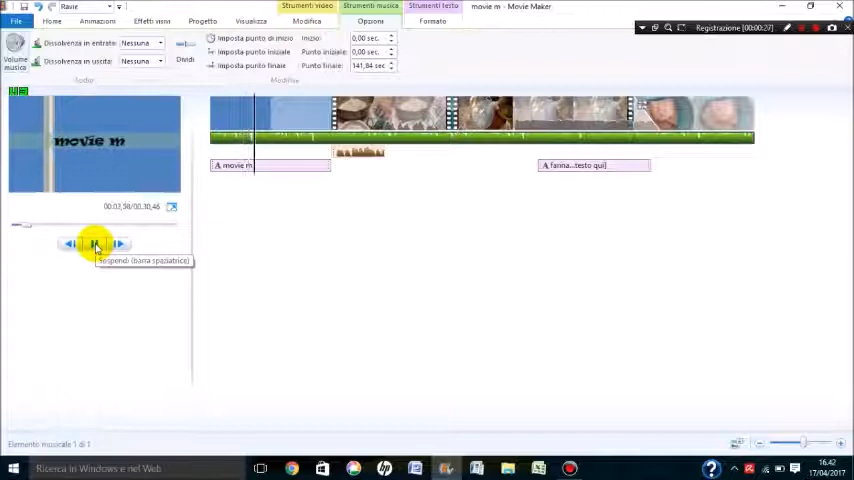 Ravie
Strumenti video
Strumenti musica
Strumenti testo
movie m - Movie Maker
File
Home
Animazioni
Effetti visivi
Progetto
Visualizza
Modifica
Opzioni
Formato
Registrazione [00:00:27]
Volume musica
Dissolvenza in entrata: Nessuna
Dissolvenza in uscita: Nessuna
Dividi
Imposta punto di inizio
Imposta punto iniziale
Imposta punto finale
Inizio: 0,00 sec.
Punto iniziale: 0,00 sec.
Punto finale: 141,84 sec
Audio
Modifica
movie m
A movie m
A farina...testo qui]
00:02,58/00:30,46
Sospendi (barra spaziatrice)
Elemento musicale 1 di 1
Ricerca in Windows e nel Web
hp
16.42
17/04/2017